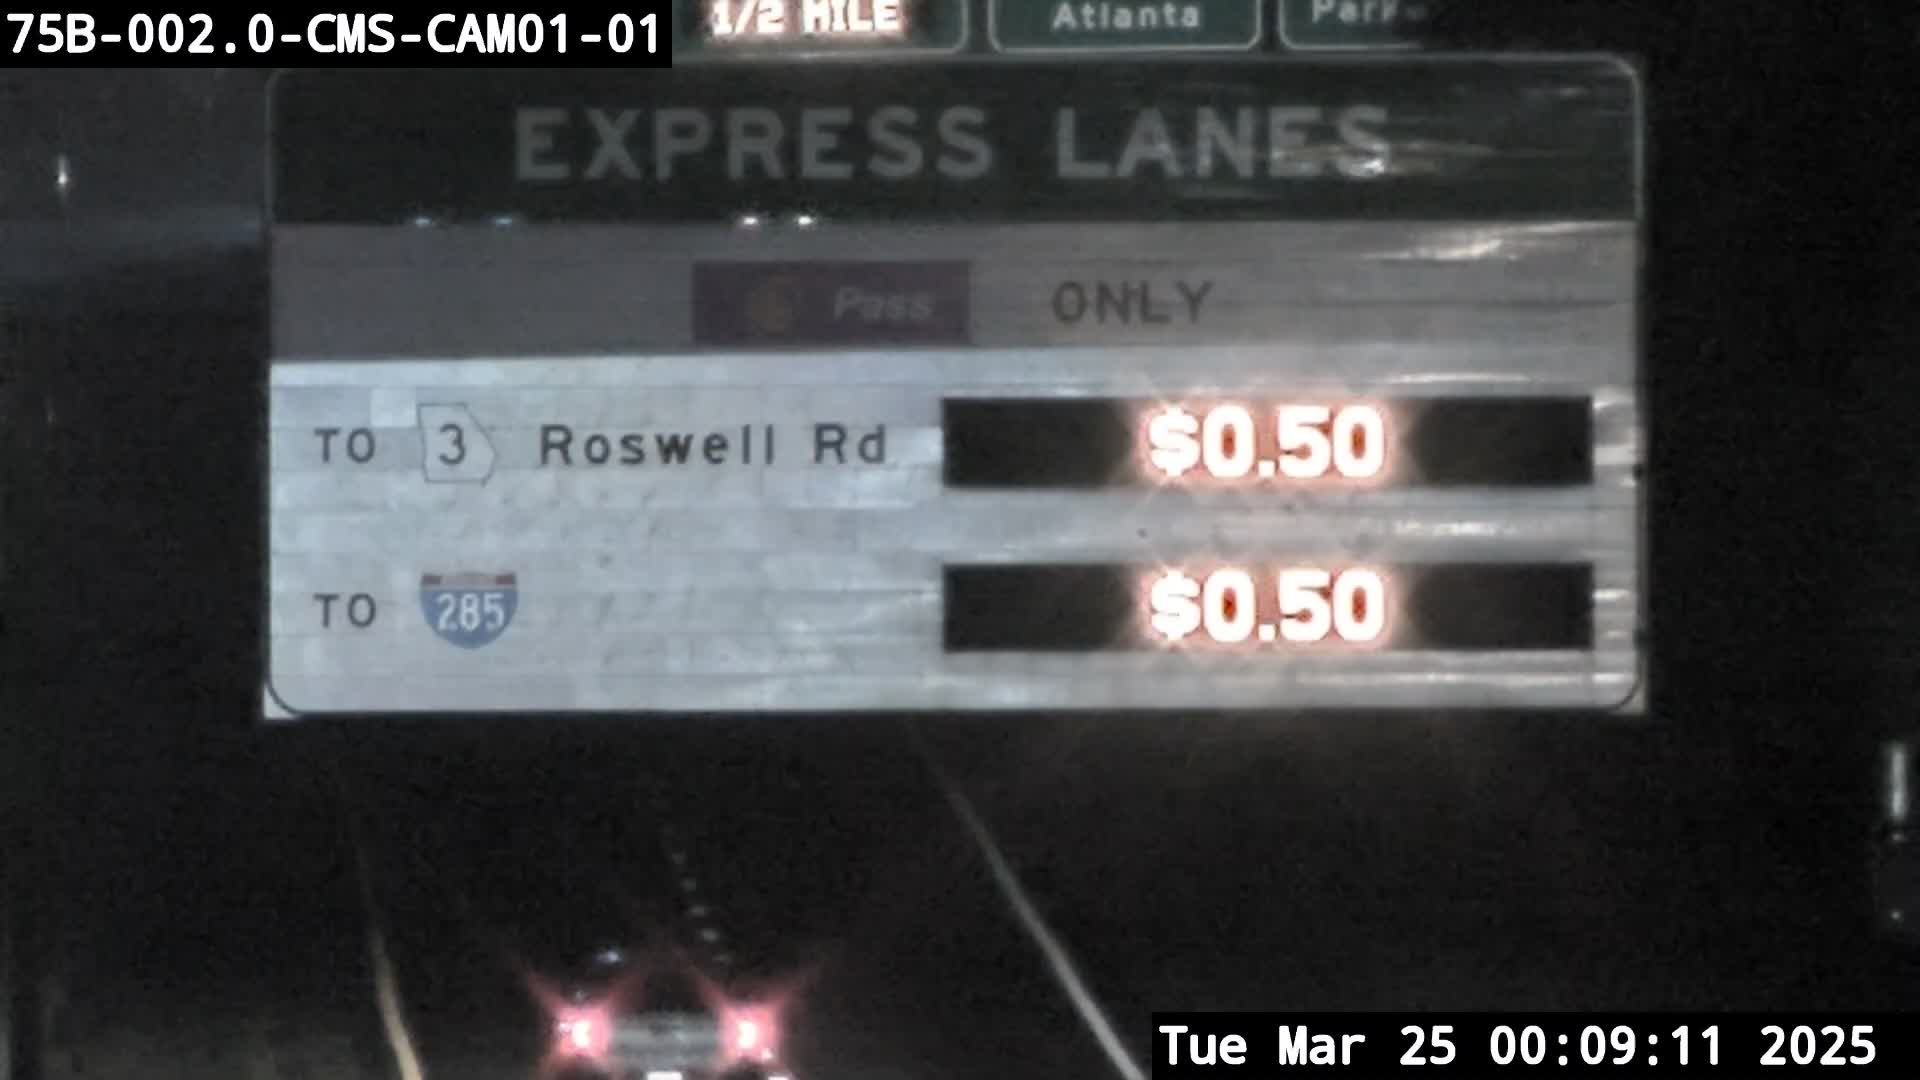 75B-002.0-CMS-CAM01-01
1/2 MILE
Atlanta
EXPRESS LANES
Pass ONLY
TO 3 Roswell Rd $0.50
TO 285 $0.50
Tue Mar 25 00:09:11 2025